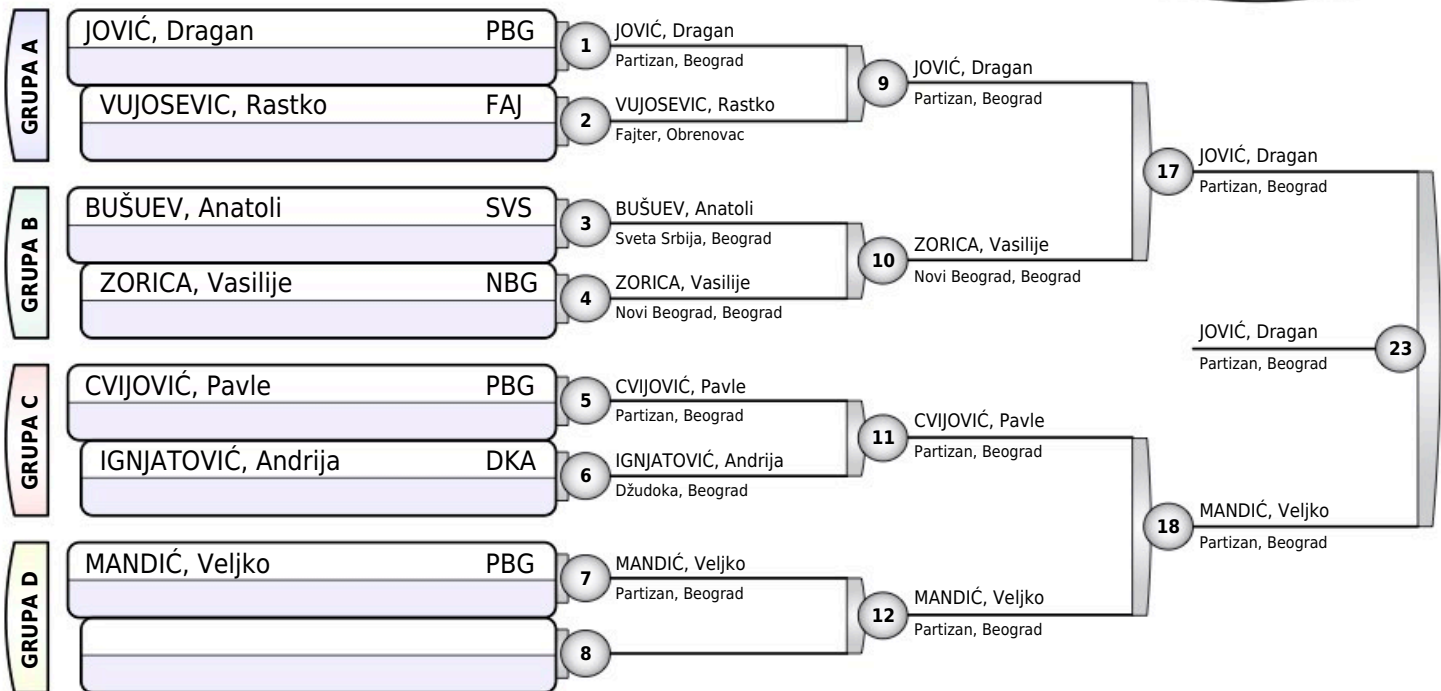 GRUPA A
JOVIĆ, Dragan PBG
VUJOSEVIC, Rastko FAJ
GRUPA B
BUŠUEV, Anatoli SVS
ZORICA, Vasilije NBG
GRUPA C
CVIJOVIĆ, Pavle PBG
IGNJATOVIĆ, Andrija DKA
GRUPA D
MANDIĆ, Veljko PBG
1
JOVIĆ, Dragan
Partizan, Beograd
2
VUJOSEVIC, Rastko
Fajter, Obrenovac
3
BUŠUEV, Anatoli
Sveta Srbija, Beograd
4
ZORICA, Vasilije
Novi Beograd, Beograd
5
CVIJOVIĆ, Pavle
Partizan, Beograd
6
IGNJATOVIĆ, Andrija
Džudoka, Beograd
7
MANDIĆ, Veljko
Partizan, Beograd
8
9
JOVIĆ, Dragan
Partizan, Beograd
10
ZORICA, Vasilije
Novi Beograd, Beograd
11
CVIJOVIĆ, Pavle
Partizan, Beograd
12
MANDIĆ, Veljko
Partizan, Beograd
17
JOVIĆ, Dragan
Partizan, Beograd
18
MANDIĆ, Veljko
Partizan, Beograd
JOVIĆ, Dragan
Partizan, Beograd
23